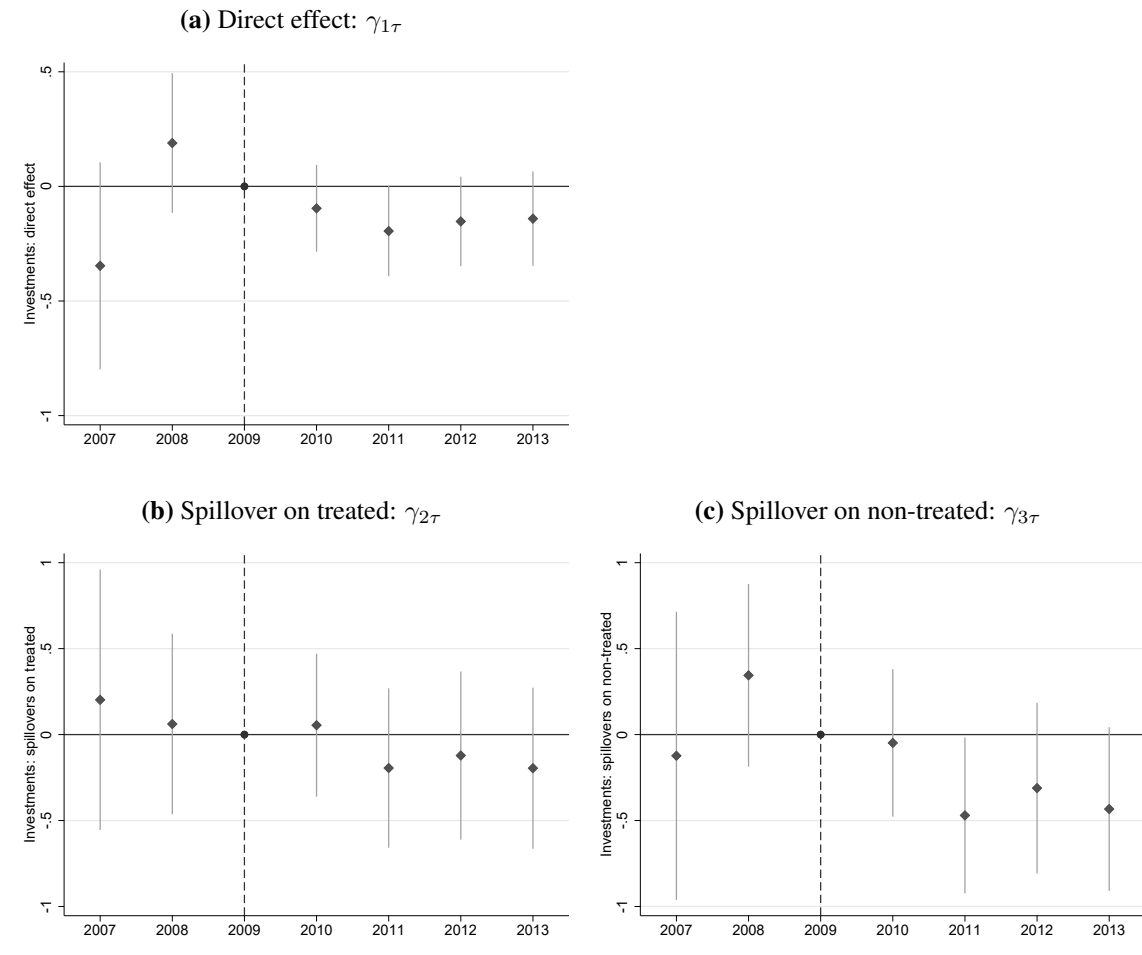 (a) Direct effect: γ1τ
Investments: direct effect
.5
0
-.5
-1
2007 2008 2009 2010 2011 2012 2013
(b) Spillover on treated: γ2τ
Investments: spillovers on treated
1
.5
0
-.5
-1
2007 2008 2009 2010 2011 2012 2013
(c) Spillover on non-treated: γ3τ
Investments: spillovers on non-treated
1
.5
0
-.5
-1
2007 2008 2009 2010 2011 2012 2013